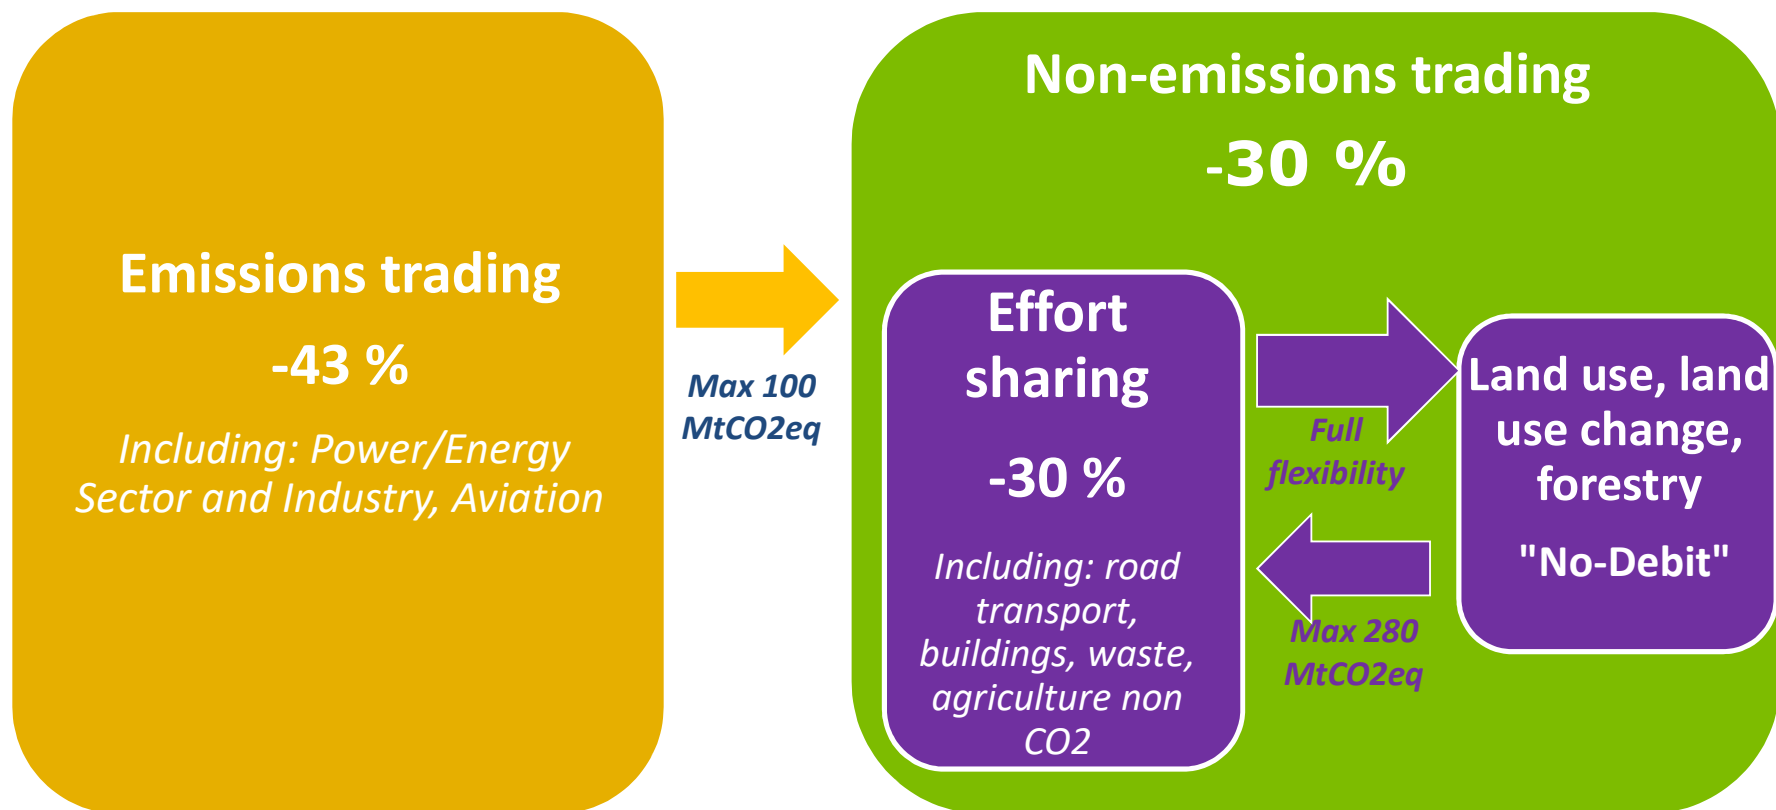 Emissions trading
-43 %
Including: Power/Energy
Sector and Industry, Aviation
Max 100
MtCO2eq
Non-emissions trading
-30 %
Effort
sharing
-30 %
Including: road
transport,
buildings, waste,
agriculture non
CO2
Full
flexibility
Max 280
MtCO2eq
Land use, land
use change,
forestry
"No-Debit"